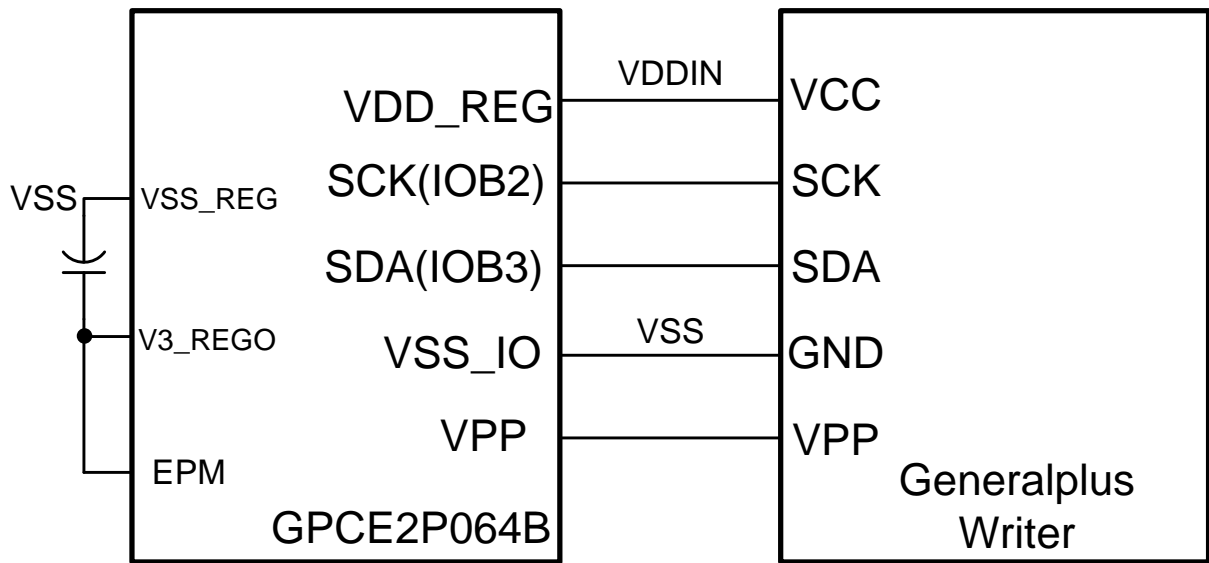 VDDIN
VDD_REG
VCC
SCK(IOB2)
SCK
VSS
VSS_REG
SDA(IOB3)
SDA
VSS
V3_REGO
VSS_IO
GND
VPP
VPP
EPM
Generalplus
Writer
GPCE2P064B